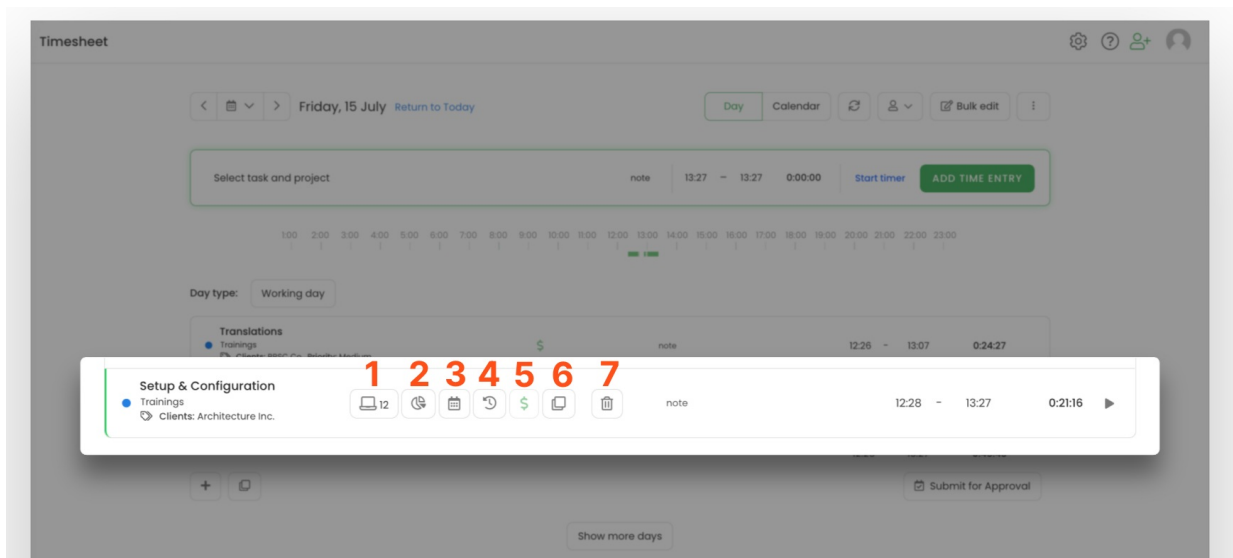 Timesheet
Friday, 15 July Return to Today Day Calendar Bulk edit
Select task and project note 13:27 – 13:27 0:00:00 Start timer ADD TIME ENTRY
1:00 2:00 3:00 4:00 5:00 6:00 7:00 8:00 9:00 10:00 11:00 12:00 13:00 14:00 15:00 16:00 17:00 18:00 19:00 20:00 21:00 22:00 23:00
Day type: Working day
Translations
Trainings $ note 12:26 - 13:07 0:24:27
Clients: Co., Priority: Medium
1 2 3 4 5 6 7
Setup & Configuration
Trainings 12 $ note 12:28 - 13:27 0:21:16
Clients: Architecture Inc.
Submit for Approval
Show more days